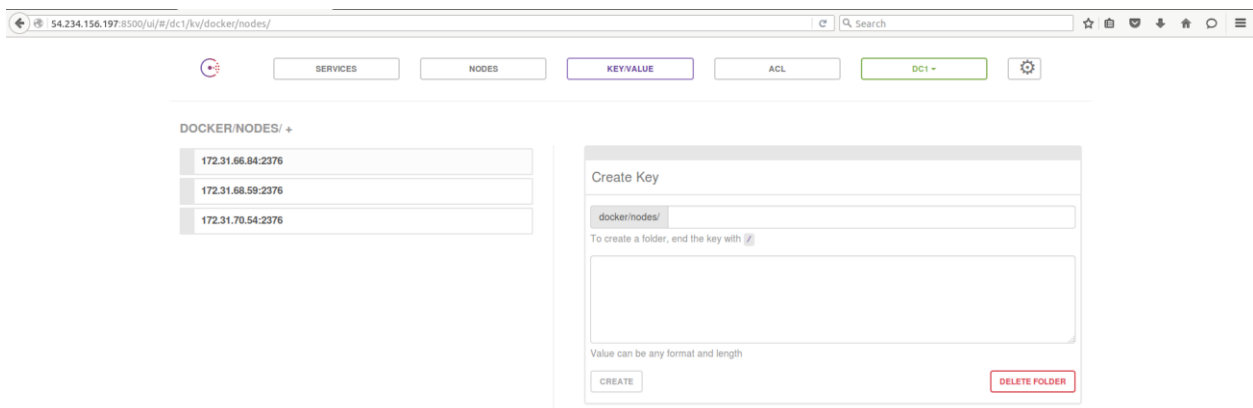 54.234.156.197:8500/ui/#/dc1/kv/docker/nodes/
Search
SERVICES
NODES
KEY/VALUE
ACL
DC1
DOCKER/NODES/ +
172.31.66.84:2376
172.31.68.59:2376
172.31.70.54:2376
Create Key
docker/nodes/
To create a folder, end the key with /
Value can be any format and length
CREATE
DELETE FOLDER